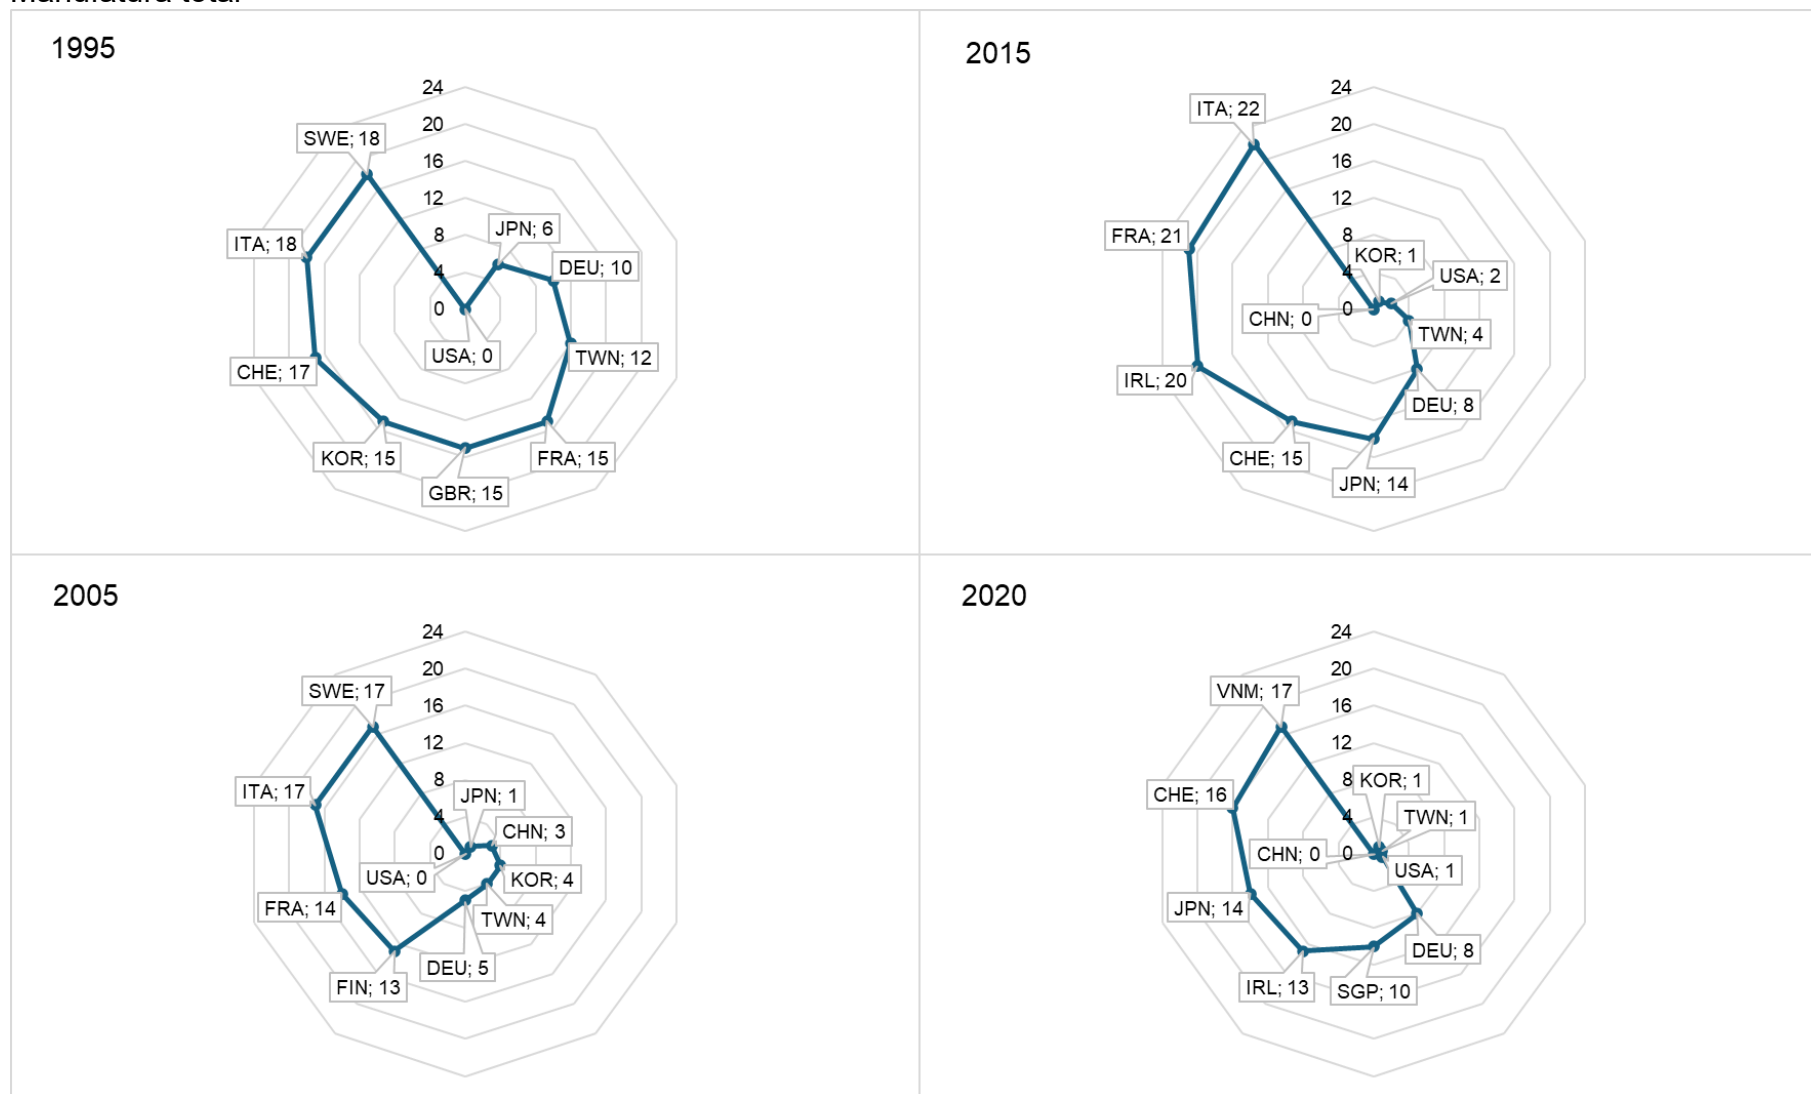 Manufatura total
1995
24
20
16
12
8
4
0
SWE; 18
JPN; 6
ITA; 18
DEU; 10
USA; 0
TWN; 12
CHE; 17
KOR; 15
FRA; 15
GBR; 15
2015
24
20
16
12
8
4
0
ITA; 22
FRA; 21
KOR; 1
USA; 2
CHN; 0
TWN; 4
IRL; 20
DEU; 8
CHE; 15
JPN; 14
2005
24
20
16
12
8
4
0
SWE; 17
ITA; 17
JPN; 1
CHN; 3
USA; 0
KOR; 4
FRA; 14
TWN; 4
DEU; 5
FIN; 13
2020
24
20
16
12
8
4
0
VNM; 17
KOR; 1
CHE; 16
TWN; 1
CHN; 0
USA; 1
JPN; 14
DEU; 8
IRL; 13
SGP; 10